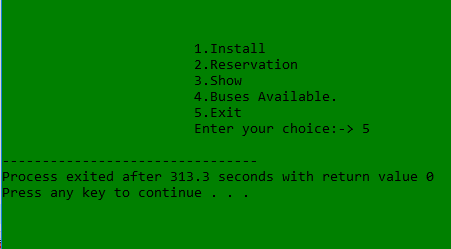 1.Install
2.Reservation
3.Show
4.Buses Available.
5.Exit
Enter your choice:-> 5
--------------------------------
Process exited after 313.3 seconds with return value 0
Press any key to continue . . .